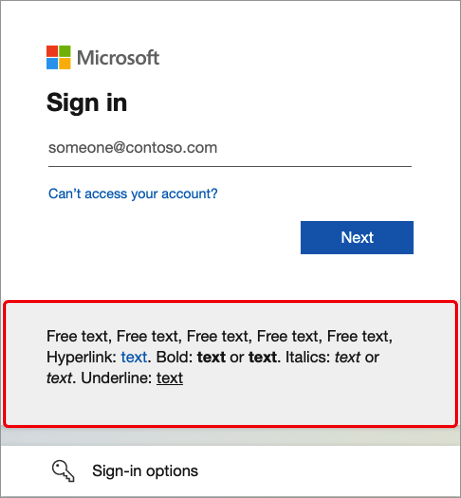 Microsoft
Sign in
someone@contoso.com
Can't access your account?
Next
Free text, Free text, Free text, Free text, Free text,
Hyperlink: text. Bold: text or text. Italics: text or
text. Underline: text
Sign-in options